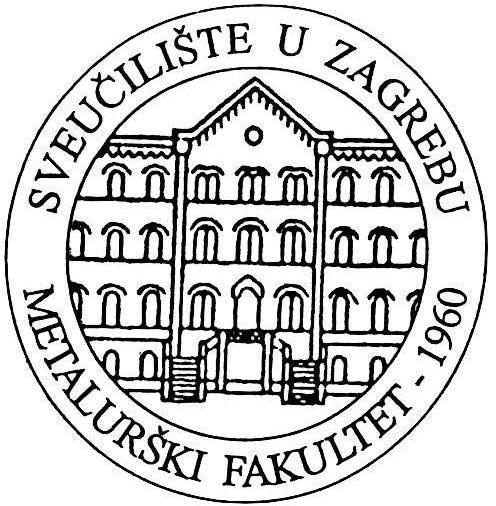 SVEUČILIŠTE U ZAGREBU
METALURŠKI FAKULTET - 1960